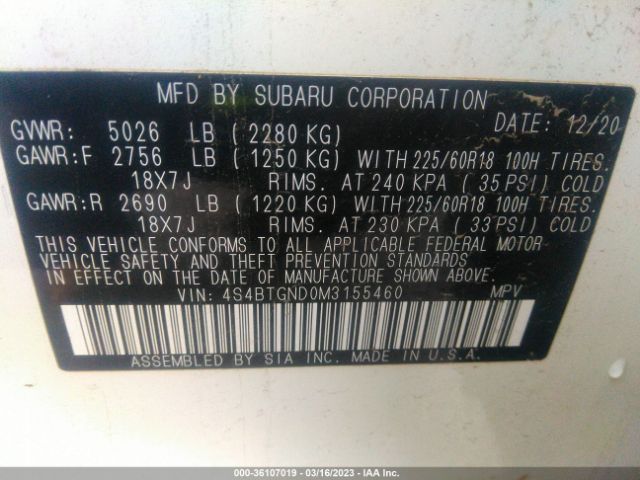 MFD BY SUBARU CORPORATION
DATE: 12/20
GVWR: 5026 LB ( 2280 KG)
GAWR:F 2756 LB ( 1250 KG) WITH 225/60R18 100H TIRES.
18X7J RIMS. AT 240 KPA ( 35 PSI) COLD
GAWR:R 2690 LB ( 1220 KG) WITH 225/60R18 100H TIRES.
18X7J RIMS. AT 230 KPA ( 33 PSI) COLD
THIS VEHICLE CONFORMS TO ALL APPLICABLE FEDERAL MOTOR
VEHICLE SAFETY AND THEFT PREVENTION STANDARDS
IN EFFECT ON THE DATE OF MANUFACTURE SHOWN ABOVE.
VIN: 4S4BTGND0M3155460 MPV
ASSEMBLED BY SIA INC. MADE IN U.S.A.
000-36107019 - 03/16/2023 - IAA Inc.